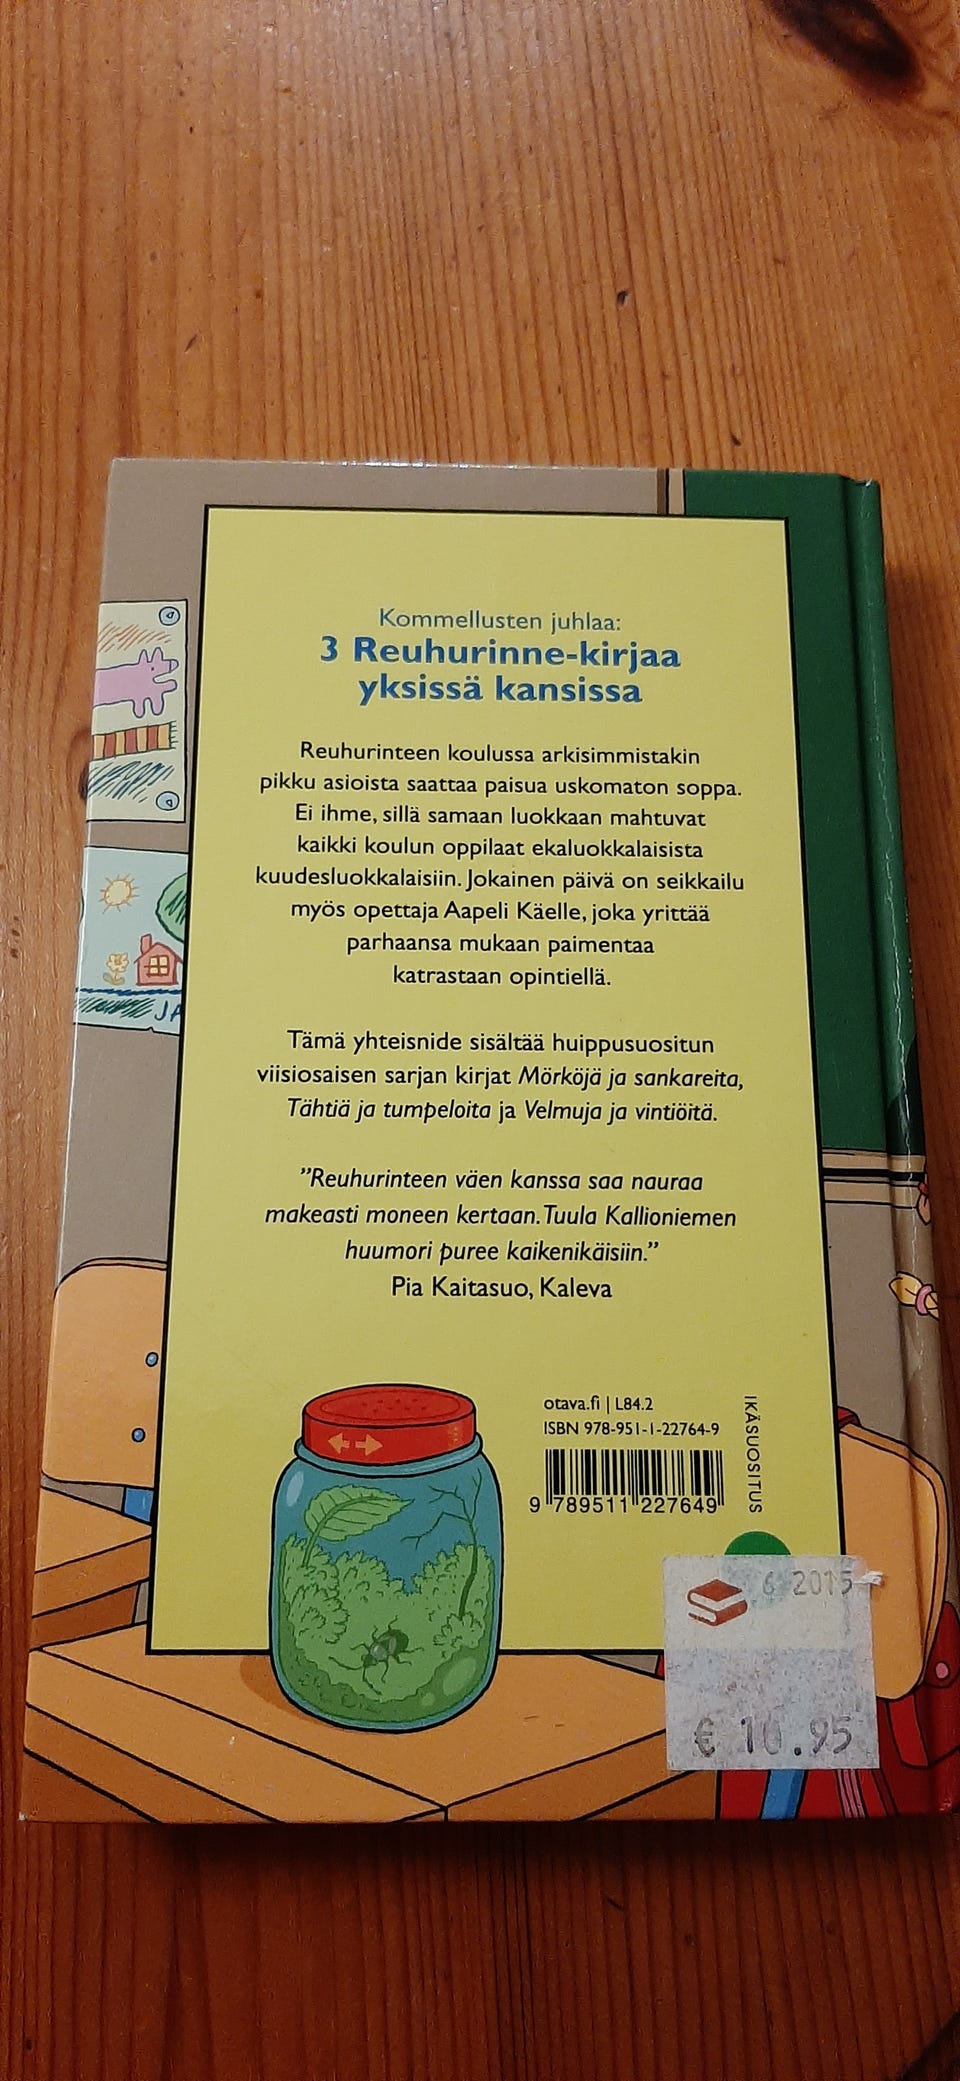 Kommellusten juhlaa:
3 Reuhurinne-kirjaa
yksissä kansissa
Reuhurinteen koulussa arkisimmistakin
pikku asioista saattaa paisua uskomaton soppa.
Ei ihme, sillä samaan luokkaan mahtuvat
kaikki koulun oppilaat ekaluokkalaisista
kuudesluokkalaisiin. Jokainen päivä on seikkailu
myös opettaja Aapeli Käelle, joka yrittää
parhaansa mukaan paimentaa
katrastaan opintiellä.
Tämä yhteisnide sisältää huippusuositun
viisiosaisen sarjan kirjat Mörköjä ja sankareita,
Tähtiä ja tumpeloita ja Velmuja ja vintiöitä.
”Reuhurinteen väen kanssa saa nauraa
makeasti moneen kertaan. Tuula Kallioniemen
huumori puree kaikenikäisiin.”
Pia Kaitasuo, Kaleva
otava.fi | L84.2
ISBN 978-951-1-22764-9
9 789511 227649
IKÄSUOSITUS
6 2015
€ 10.95
JA